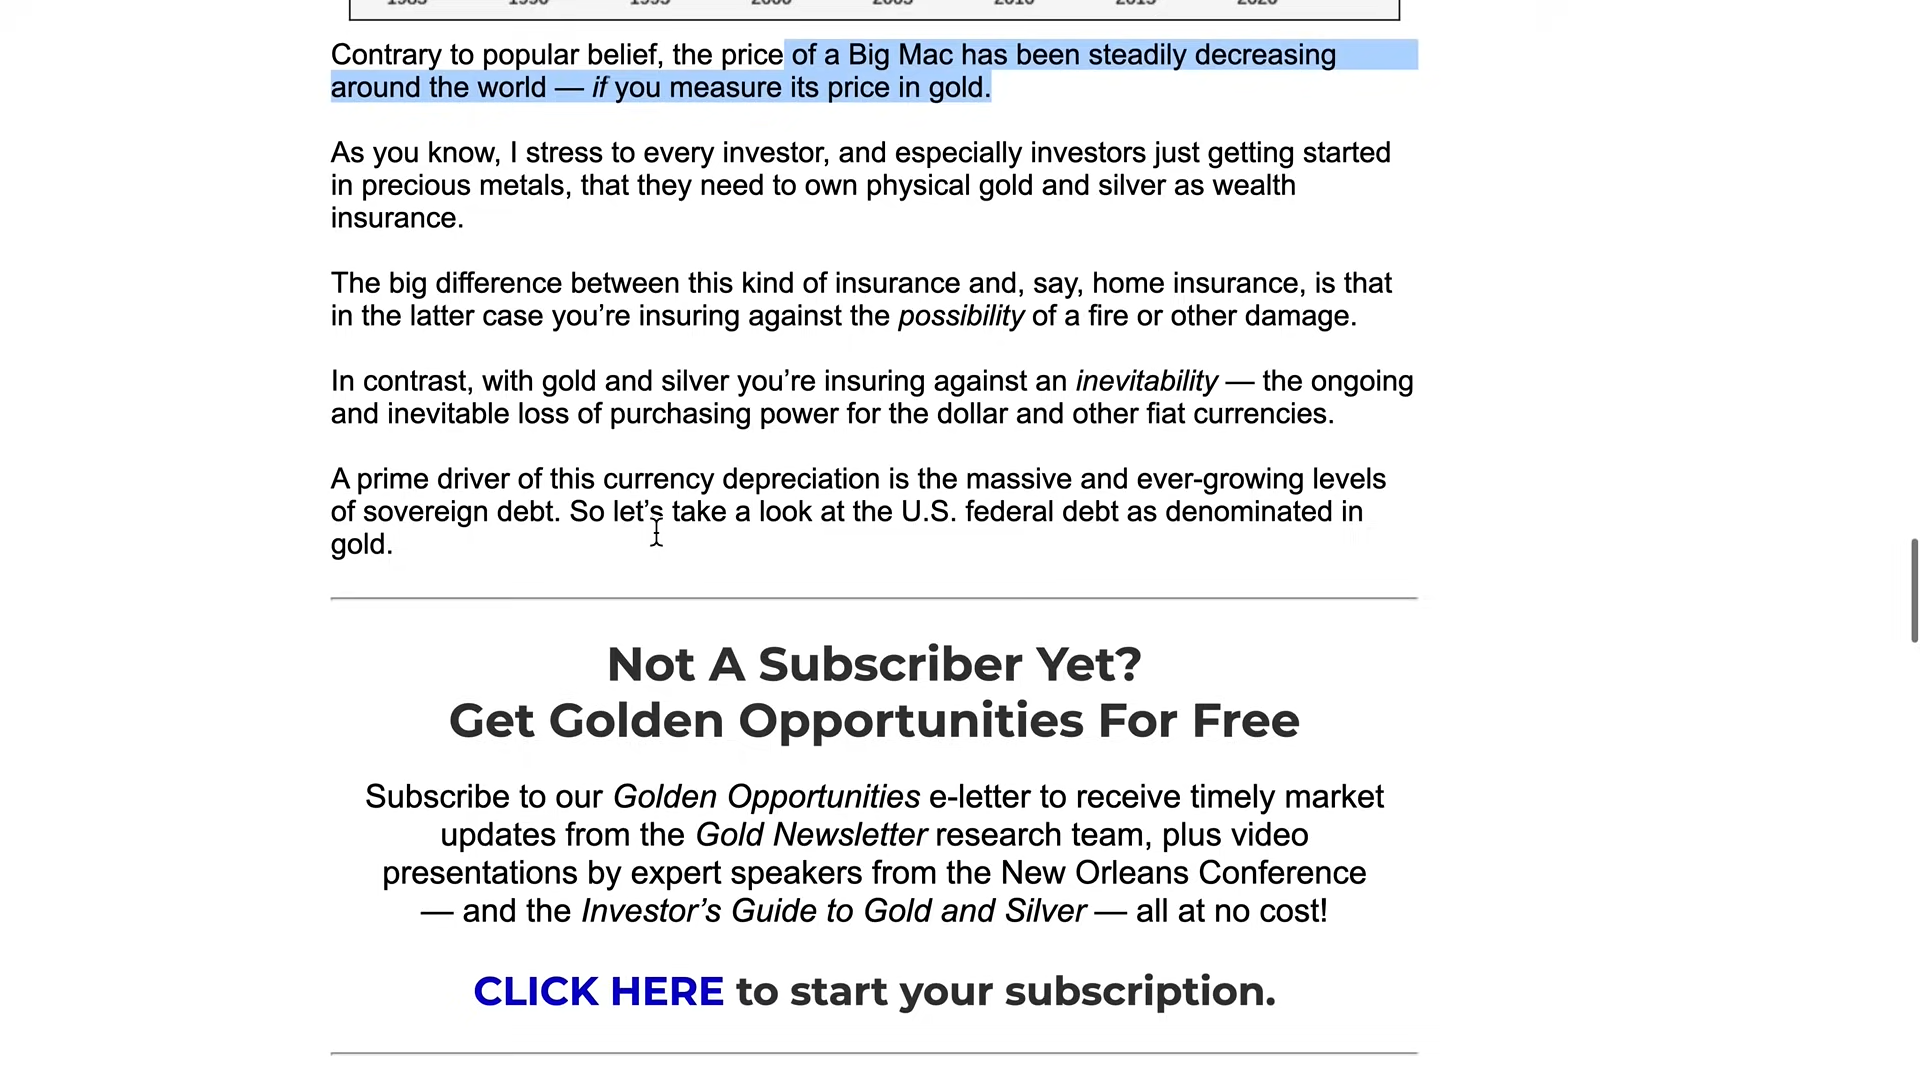 1985 1990 1995 2000 2005 2010 2015 2020
Contrary to popular belief, the price of a Big Mac has been steadily decreasing
around the world — if you measure its price in gold.
As you know, I stress to every investor, and especially investors just getting started
in precious metals, that they need to own physical gold and silver as wealth
insurance.
The big difference between this kind of insurance and, say, home insurance, is that
in the latter case you’re insuring against the possibility of a fire or other damage.
In contrast, with gold and silver you’re insuring against an inevitability — the ongoing
and inevitable loss of purchasing power for the dollar and other fiat currencies.
A prime driver of this currency depreciation is the massive and ever-growing levels
of sovereign debt. So let’s take a look at the U.S. federal debt as denominated in
gold.
Not A Subscriber Yet?
Get Golden Opportunities For Free
Subscribe to our Golden Opportunities e-letter to receive timely market
updates from the Gold Newsletter research team, plus video
presentations by expert speakers from the New Orleans Conference
— and the Investor’s Guide to Gold and Silver — all at no cost!
CLICK HERE to start your subscription.